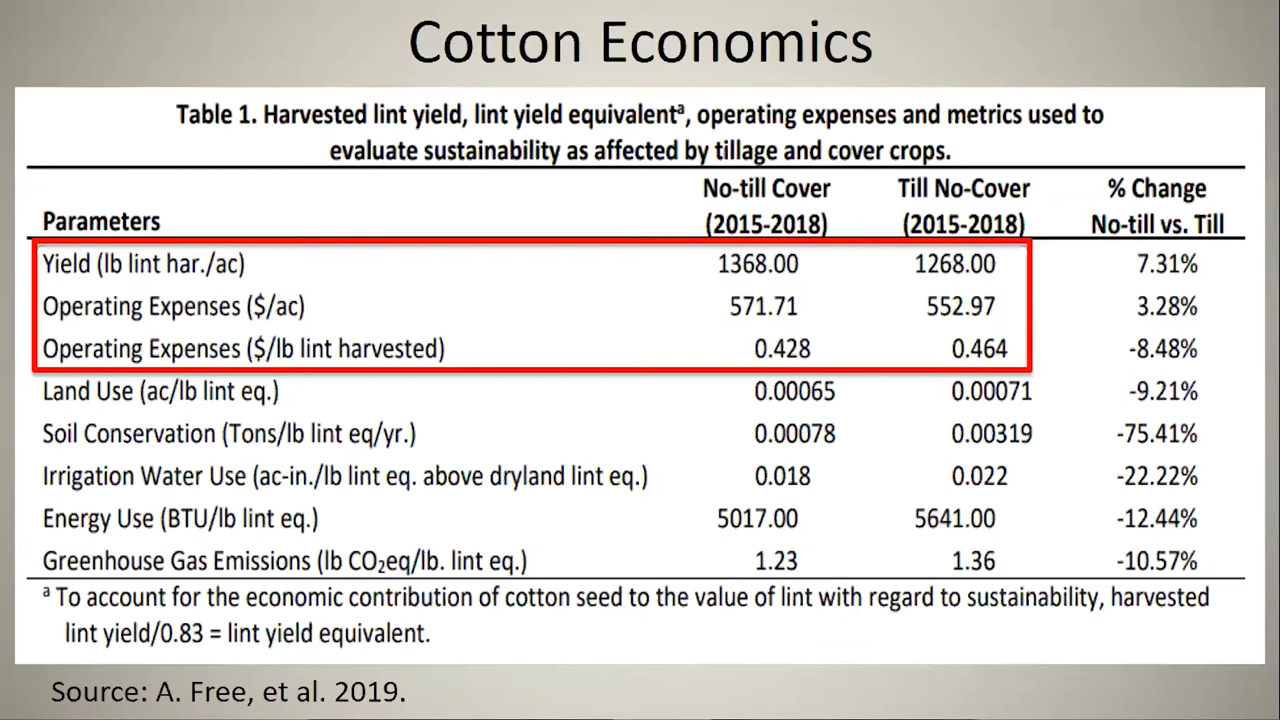 Cotton Economics
Table 1. Harvested lint yield, lint yield equivalentᵃ, operating expenses and metrics used to
evaluate sustainability as affected by tillage and cover crops.
No-till Cover Till No-Cover % Change
Parameters (2015-2018) (2015-2018) No-till vs. Till
Yield (lb lint har./ac) 1368.00 1268.00 7.31%
Operating Expenses ($/ac) 571.71 552.97 3.28%
Operating Expenses ($/lb lint harvested) 0.428 0.464 -8.48%
Land Use (ac/lb lint eq.) 0.00065 0.00071 -9.21%
Soil Conservation (Tons/lb lint eq/yr.) 0.00078 0.00319 -75.41%
Irrigation Water Use (ac-in./lb lint eq. above dryland lint eq.) 0.018 0.022 -22.22%
Energy Use (BTU/lb lint eq.) 5017.00 5641.00 -12.44%
Greenhouse Gas Emissions (lb CO₂eq/lb. lint eq.) 1.23 1.36 -10.57%
ᵃ To account for the economic contribution of cotton seed to the value of lint with regard to sustainability, harvested
lint yield/0.83 = lint yield equivalent.
Source: A. Free, et al. 2019.